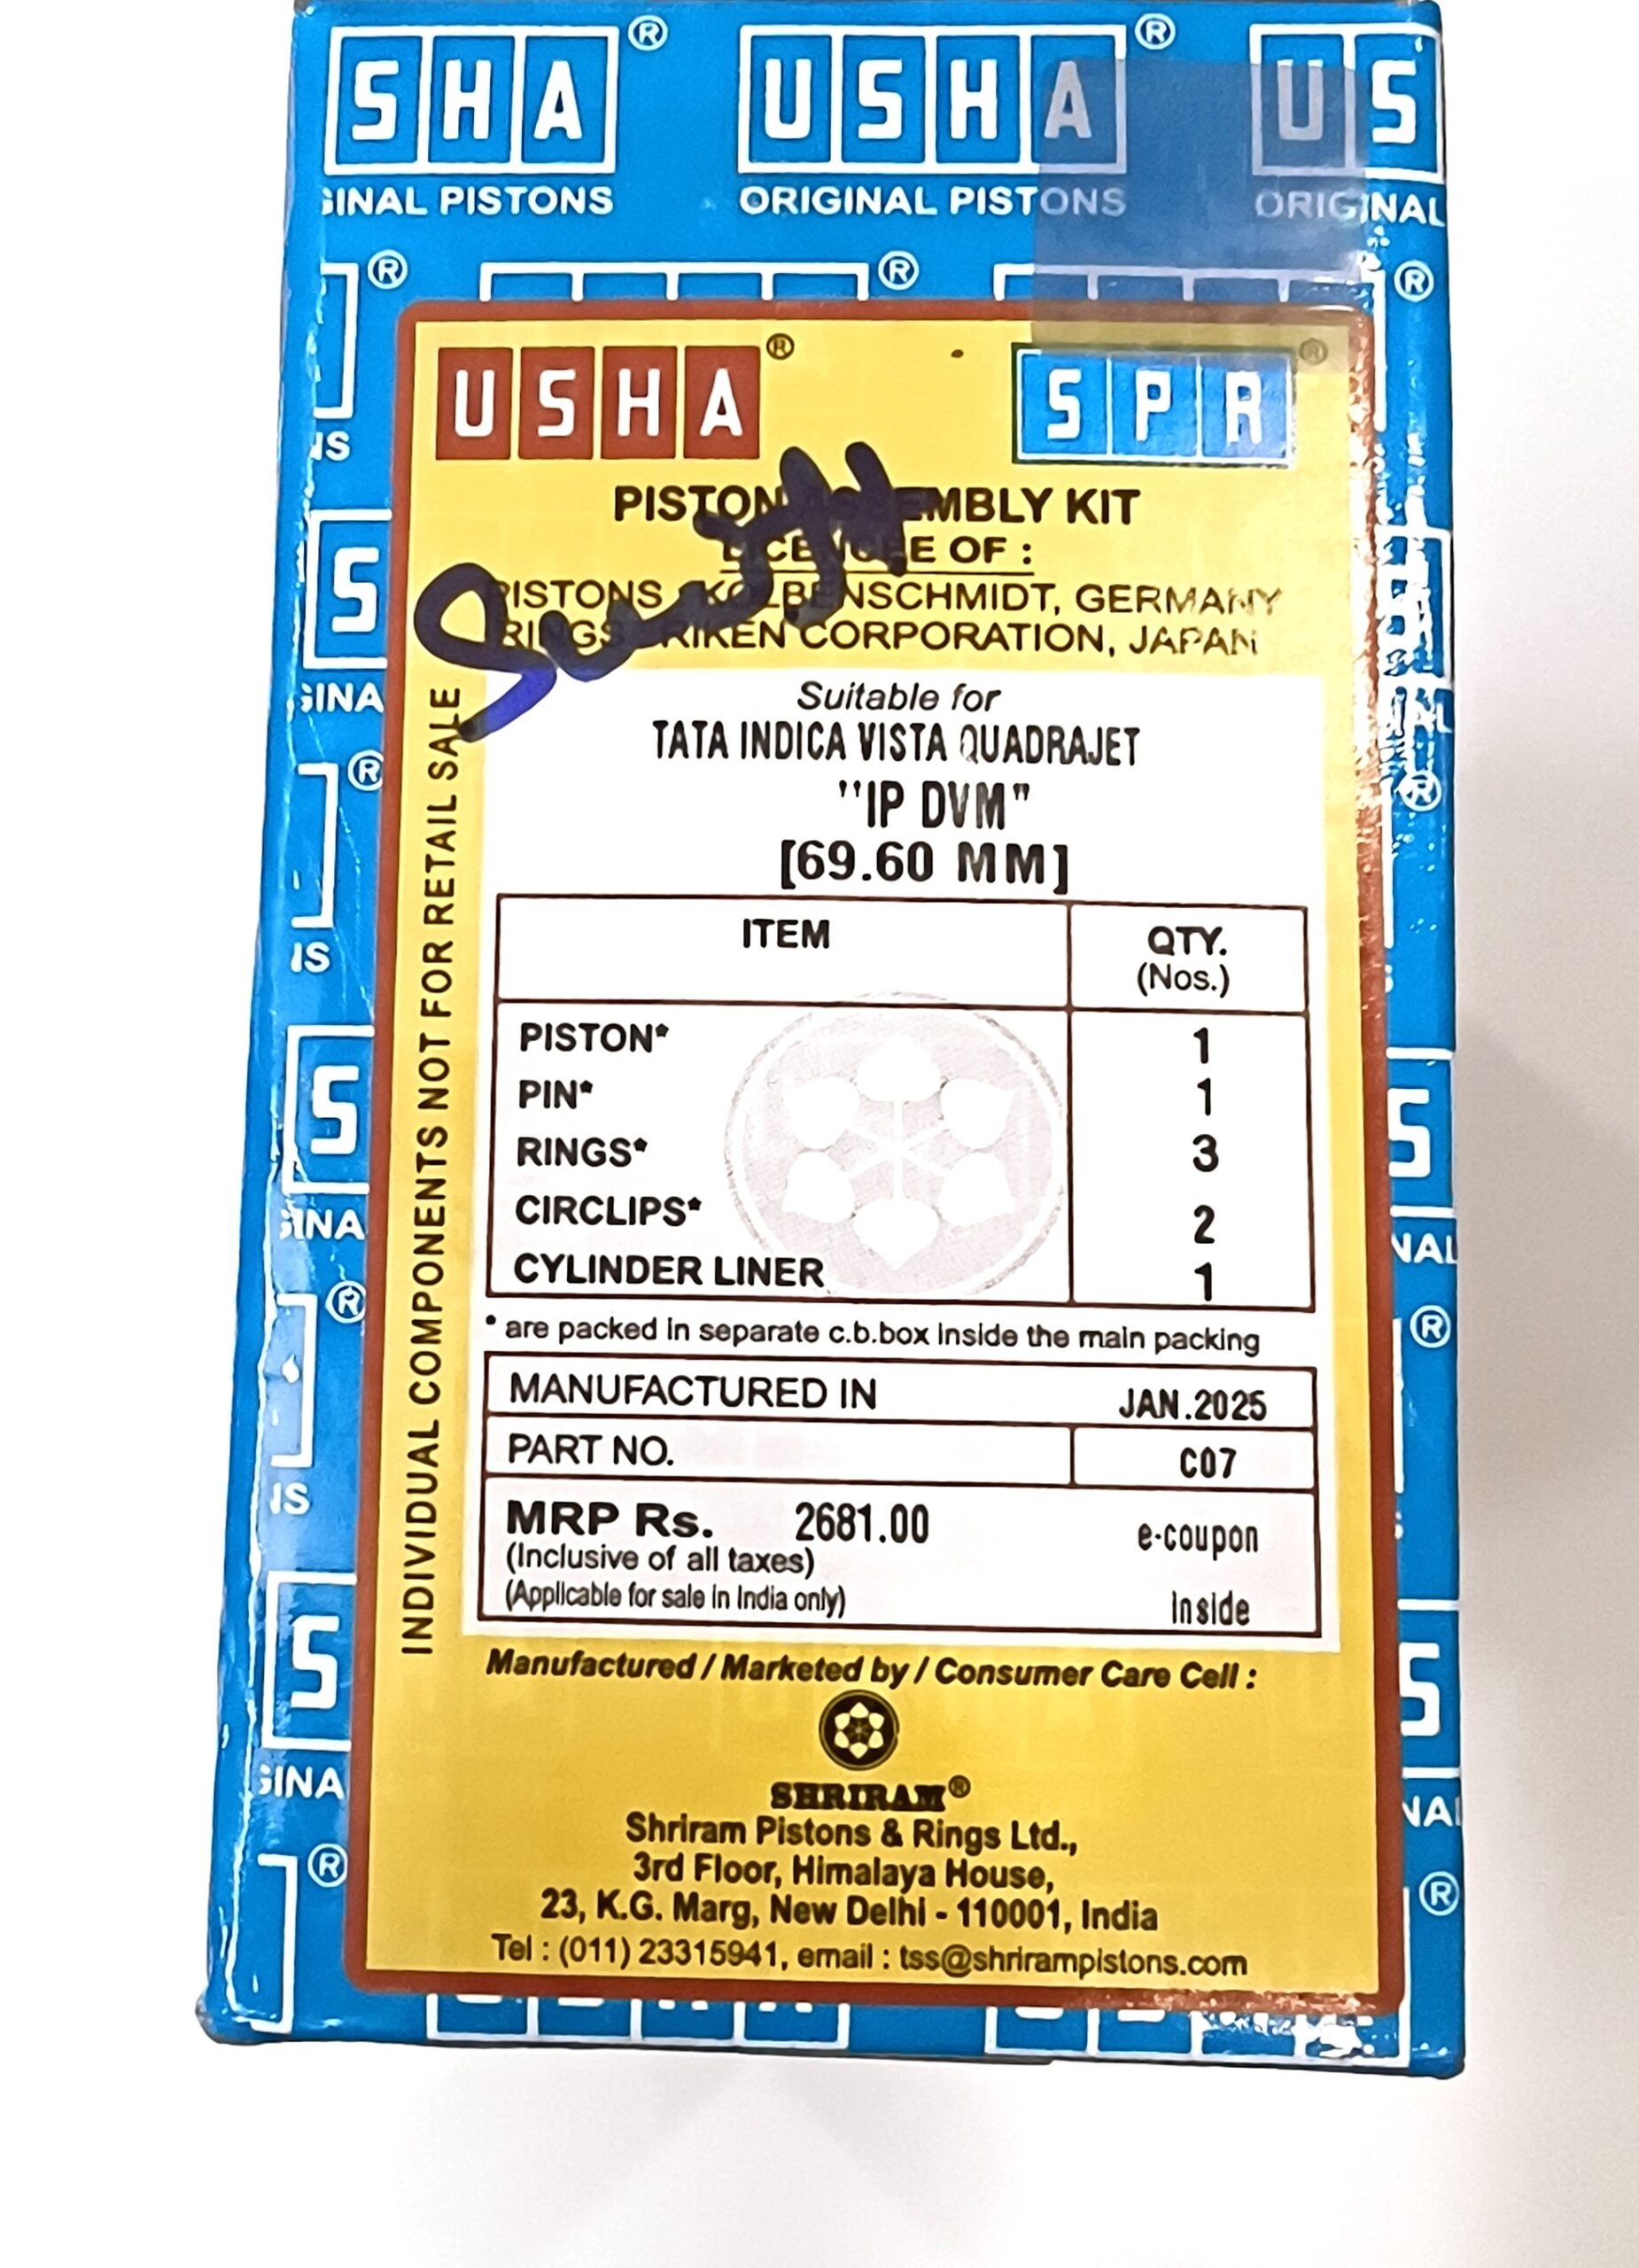 SHA® USHA® US
GINAL PISTONS ORIGINAL PISTONS ORIGINAL
USHA® SPR®
PISTON ASSEMBLY KIT
LICENCEE OF :
PISTONS : KOLBENSCHMIDT, GERMANY
RINGS : RIKEN CORPORATION, JAPAN
INDIVIDUAL COMPONENTS NOT FOR RETAIL SALE
Suitable for
TATA INDICA VISTA QUADRAJET
"IP DVM"
[69.60 MM]
ITEM QTY.
(Nos.)
PISTON* 1
PIN* 1
RINGS* 3
CIRCLIPS* 2
CYLINDER LINER 1
* are packed in separate c.b.box inside the main packing
MANUFACTURED IN JAN.2025
PART NO. C07
MRP Rs. 2681.00 e-coupon
(Inclusive of all taxes)
(Applicable for sale in India only) inside
Manufactured / Marketed by / Consumer Care Cell :
SHRIRAM®
Shriram Pistons & Rings Ltd.,
3rd Floor, Himalaya House,
23, K.G. Marg, New Delhi - 110001, India
Tel : (011) 23315941, email : tss@shrirampistons.com